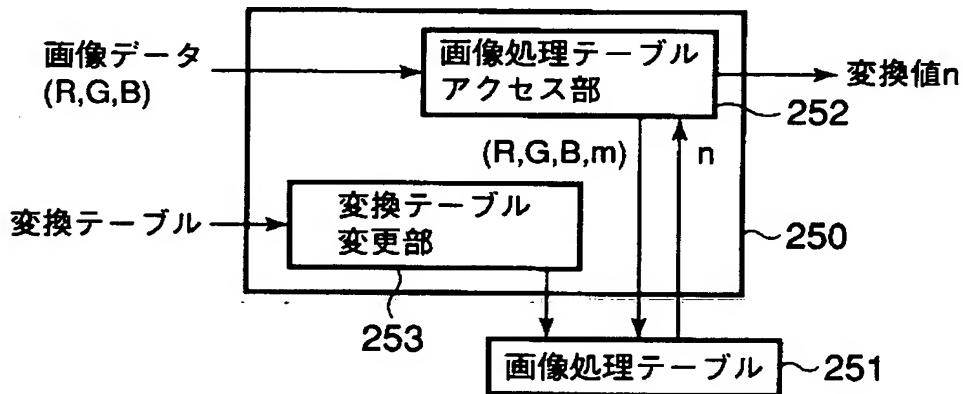 画像データ
(R,G,B)
画像処理テーブル
アクセス部
変換値n
252
(R,G,B,m)
n
変換テーブル
変換テーブル
変更部
250
253
画像処理テーブル
251